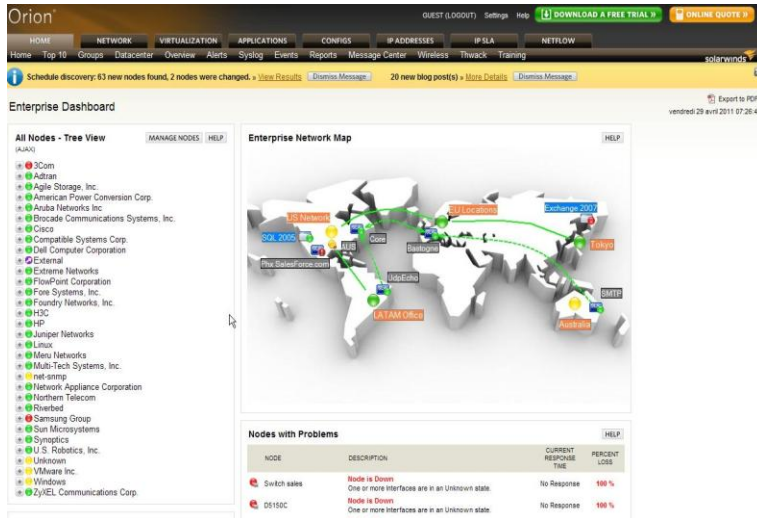 Orion
GUEST (LOGOUT) Settings Help DOWNLOAD A FREE TRIAL » ONLINE QUOTE »
HOME NETWORK VIRTUALIZATION APPLICATIONS CONFIGS IP ADDRESSES IP SLA NETFLOW
Home Top 10 Groups Datacenter Overview Alerts Syslog Events Reports Message Center Wireless Thwack Training
solarwinds
Schedule discovery: 63 new nodes found, 2 nodes were changed. » View Results Dismiss Message 20 new blog post(s) » More Details Dismiss Message
Export to PDF
Enterprise Dashboard
vendredi 29 avril 2011 07:26:4
All Nodes - Tree View MANAGE NODES HELP
(AJAX)
3Com
Adtran
Agile Storage, Inc.
American Power Conversion Corp.
Aruba Networks Inc
Brocade Communications Systems, Inc.
Cisco
Compatible Systems Corp.
Dell Computer Corporation
External
Extreme Networks
FlowPoint Corporation
Fore Systems, Inc.
Foundry Networks, Inc.
H3C
HP
Juniper Networks
Linux
Meru Networks
Multi-Tech Systems, Inc.
net-snmp
Network Appliance Corporation
Northern Telecom
Riverbed
Samsung Group
Sun Microsystems
Synoptics
U.S. Robotics, Inc.
Unknown
VMware Inc.
Windows
ZyXEL Communications Corp.
Enterprise Network Map HELP
US Network
EU Locations
Exchange 2007
SQL 2005
Core
AUS
Bastogne
Tokyo
Phx SalesForce.com
UdpEcho
SMTP
LATAM Office
Australia
Nodes with Problems HELP
NODE DESCRIPTION CURRENT RESPONSE TIME PERCENT LOSS
Switch sales Node is Down No Response 100 %
One or more interfaces are in an Unknown state.
D5150C Node is Down No Response 100 %
One or more interfaces are in an Unknown state.